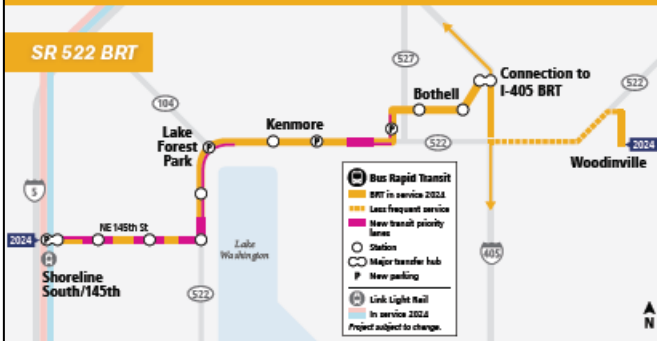 SR 522 BRT
527
522
104
Bothell
Connection to
I-405 BRT
Kenmore
Lake
Forest
Park
P
P
P
522
2024
Woodinville
5
NE 145th St
2024
P
Shoreline
South/145th
Lake
Washington
522
405
Bus Rapid Transit
BRT in service 2024
Less frequent service
New transit priority
lanes
Station
Major transfer hub
P New parking
Link Light Rail
In service 2024
Project subject to change.
N